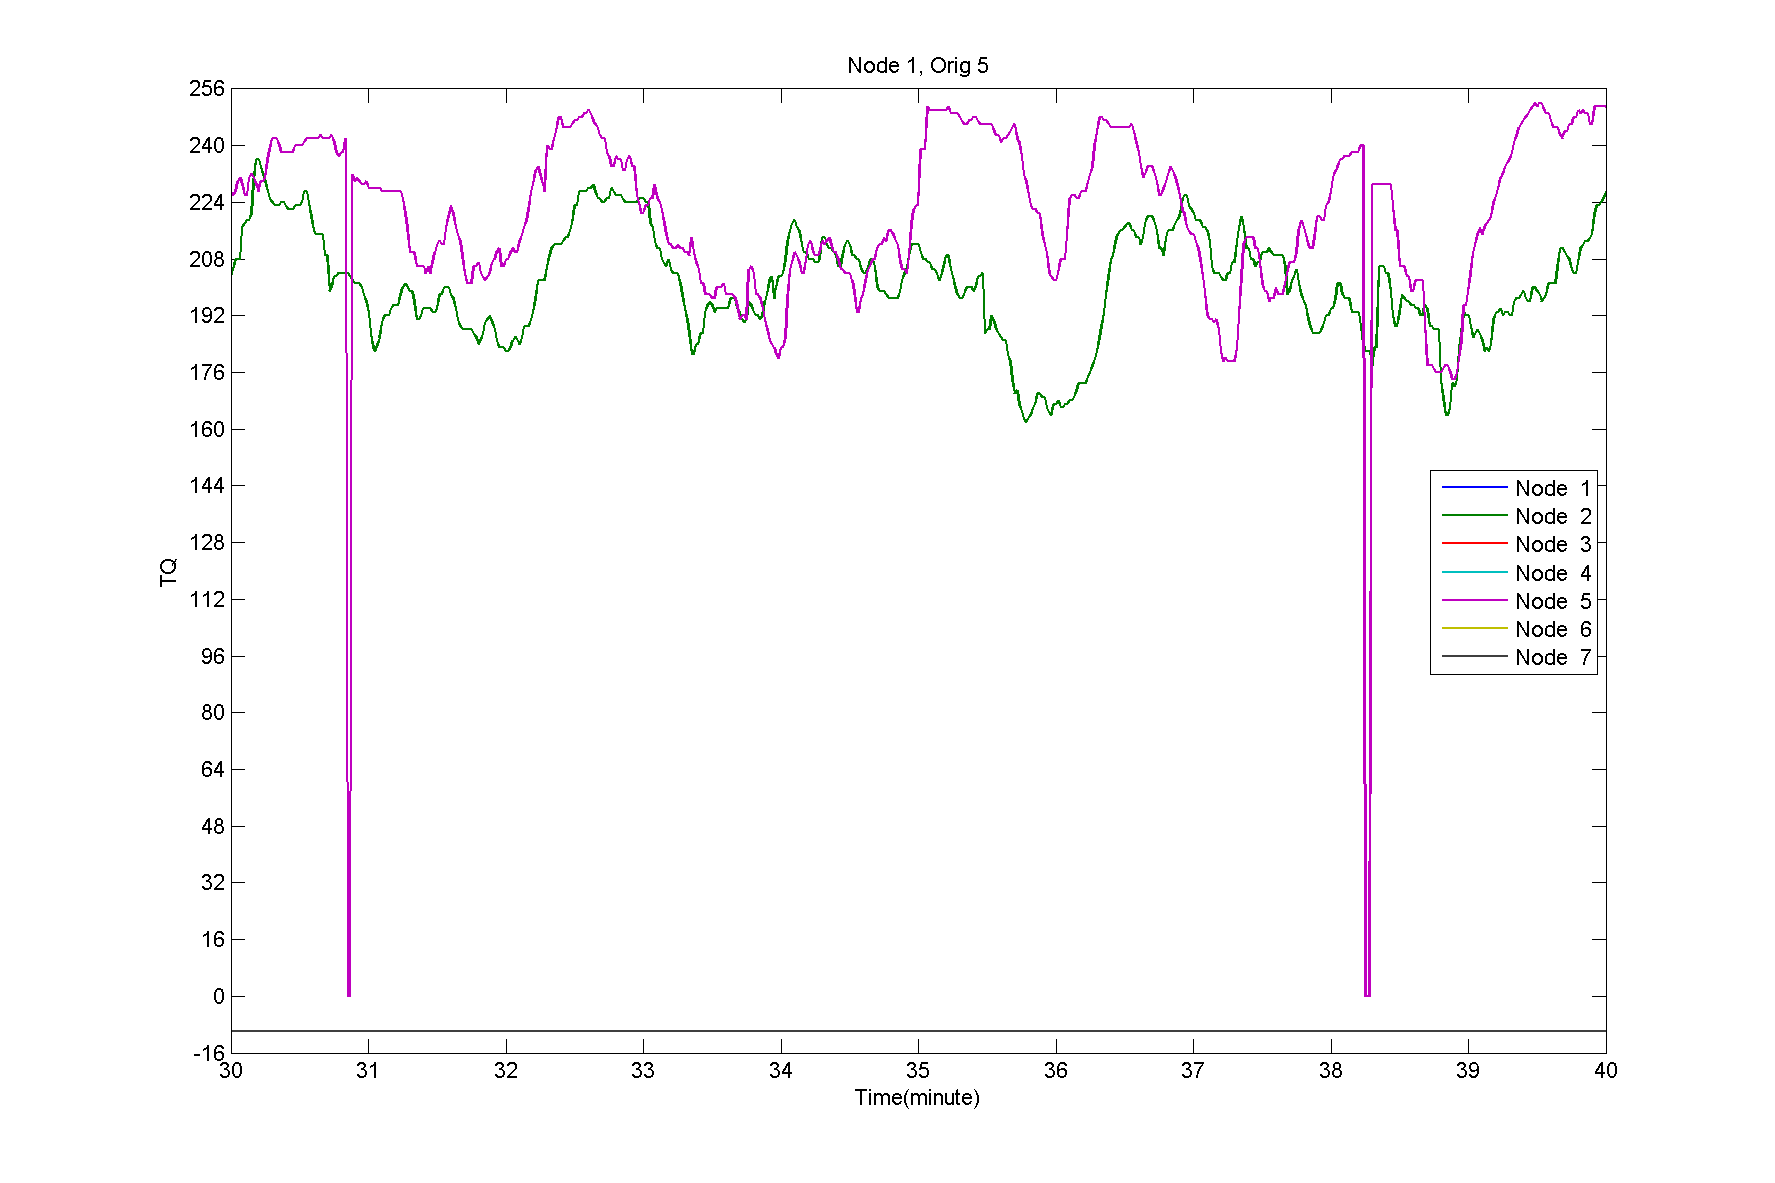 Node 1, Orig 5
256
240
224
208
192
176
160
144
128
112
96
80
64
48
32
16
0
-16
TQ
30 31 32 33 34 35 36 37 38 39 40
Time(minute)
Node 1
Node 2
Node 3
Node 4
Node 5
Node 6
Node 7